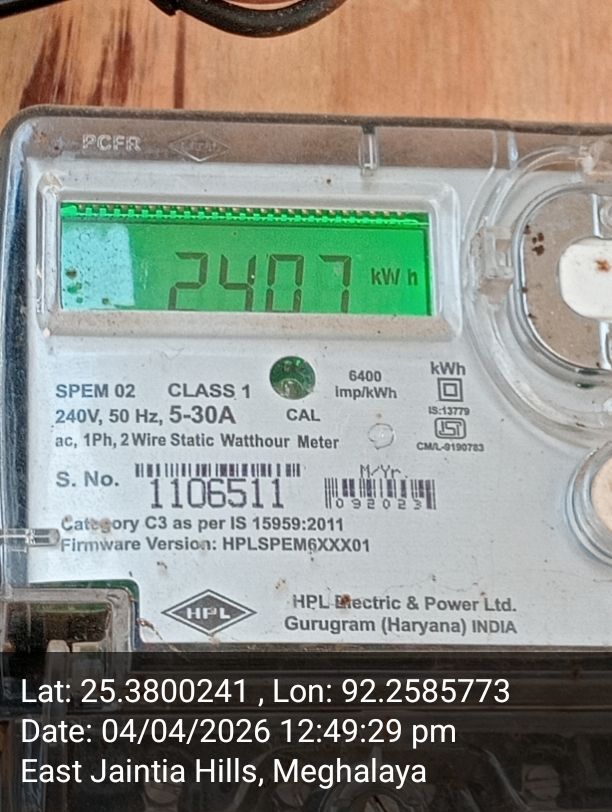 PCFR
2407 kWh
SPEM 02 CLASS 1
6400
imp/kWh
kWh
240V, 50 Hz, 5-30A
CAL
IS:13779
ac, 1Ph, 2 Wire Static Watthour Meter
CM/L-9190783
S. No. 1106511
M/Yr.
092023
Category C3 as per IS 15959:2011
Firmware Version: HPLSPEM6XXX01
HPL
HPL Electric & Power Ltd.
Gurugram (Haryana) INDIA
Lat: 25.3800241 , Lon: 92.2585773
Date: 04/04/2026 12:49:29 pm
East Jaintia Hills, Meghalaya